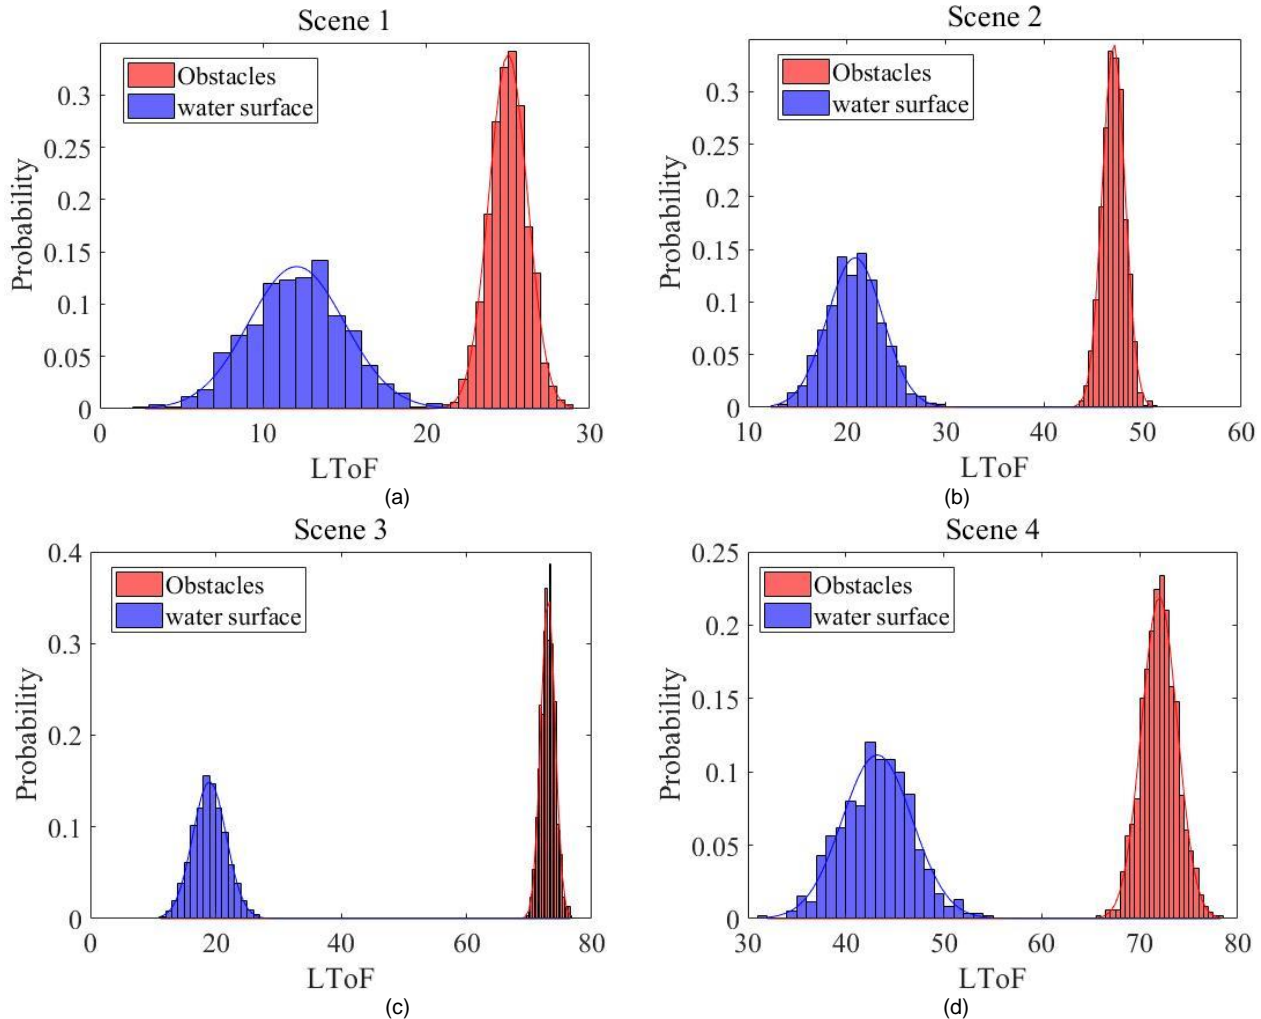 Scene 1
Obstacles
water surface
Probability
0.3
0.25
0.2
0.15
0.1
0.05
0
0 10 20 30
LToF
(a)
Scene 2
Obstacles
water surface
Probability
0.3
0.25
0.2
0.15
0.1
0.05
0
10 20 30 40 50 60
LToF
(b)
Scene 3
Obstacles
water surface
Probability
0.4
0.3
0.2
0.1
0
0 20 40 60 80
LToF
(c)
Scene 4
Obstacles
water surface
Probability
0.25
0.2
0.15
0.1
0.05
0
30 40 50 60 70 80
LToF
(d)